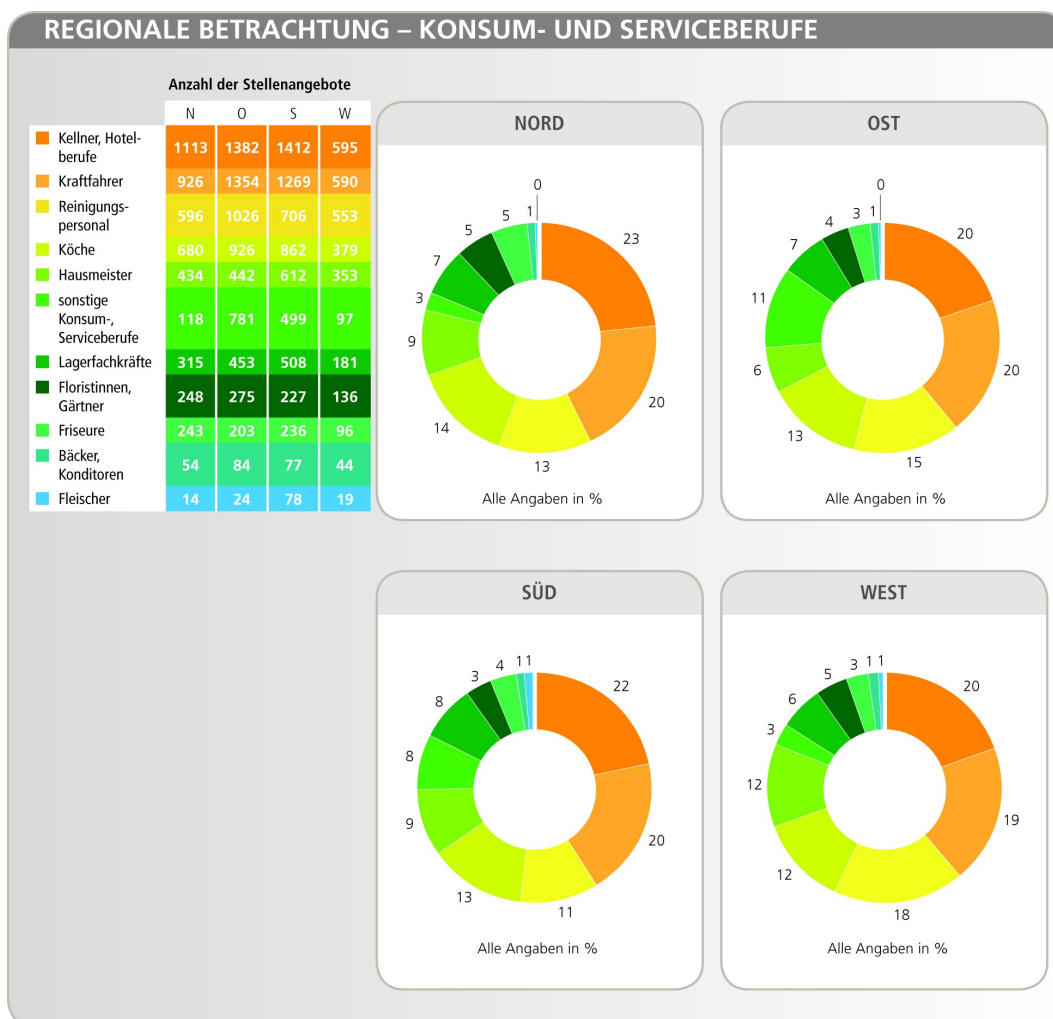 REGIONALE BETRACHTUNG – KONSUM- UND SERVICEBERUFE
Anzahl der Stellenangebote
N O S W
Kellner, Hotel-
berufe 1113 1382 1412 595
Kraftfahrer 926 1354 1269 590
Reinigungs-
personal 596 1026 706 553
Köche 680 926 862 379
Hausmeister 434 442 612 353
sonstige
Konsum-, 118 781 499 97
Serviceberufe
Lagerfachkräfte 315 453 508 181
Floristinnen,
Gärtner 248 275 227 136
Friseure 243 203 236 96
Bäcker,
Konditoren 54 84 77 44
Fleischer 14 24 78 19
NORD
0
23
20
13
14
9
3
7
5
5
1
Alle Angaben in %
OST
0
20
20
15
13
6
11
7
4
3
1
Alle Angaben in %
SÜD
22
20
11
13
9
8
8
3
4
1
1
Alle Angaben in %
WEST
20
19
18
12
12
3
6
5
3
1
1
Alle Angaben in %